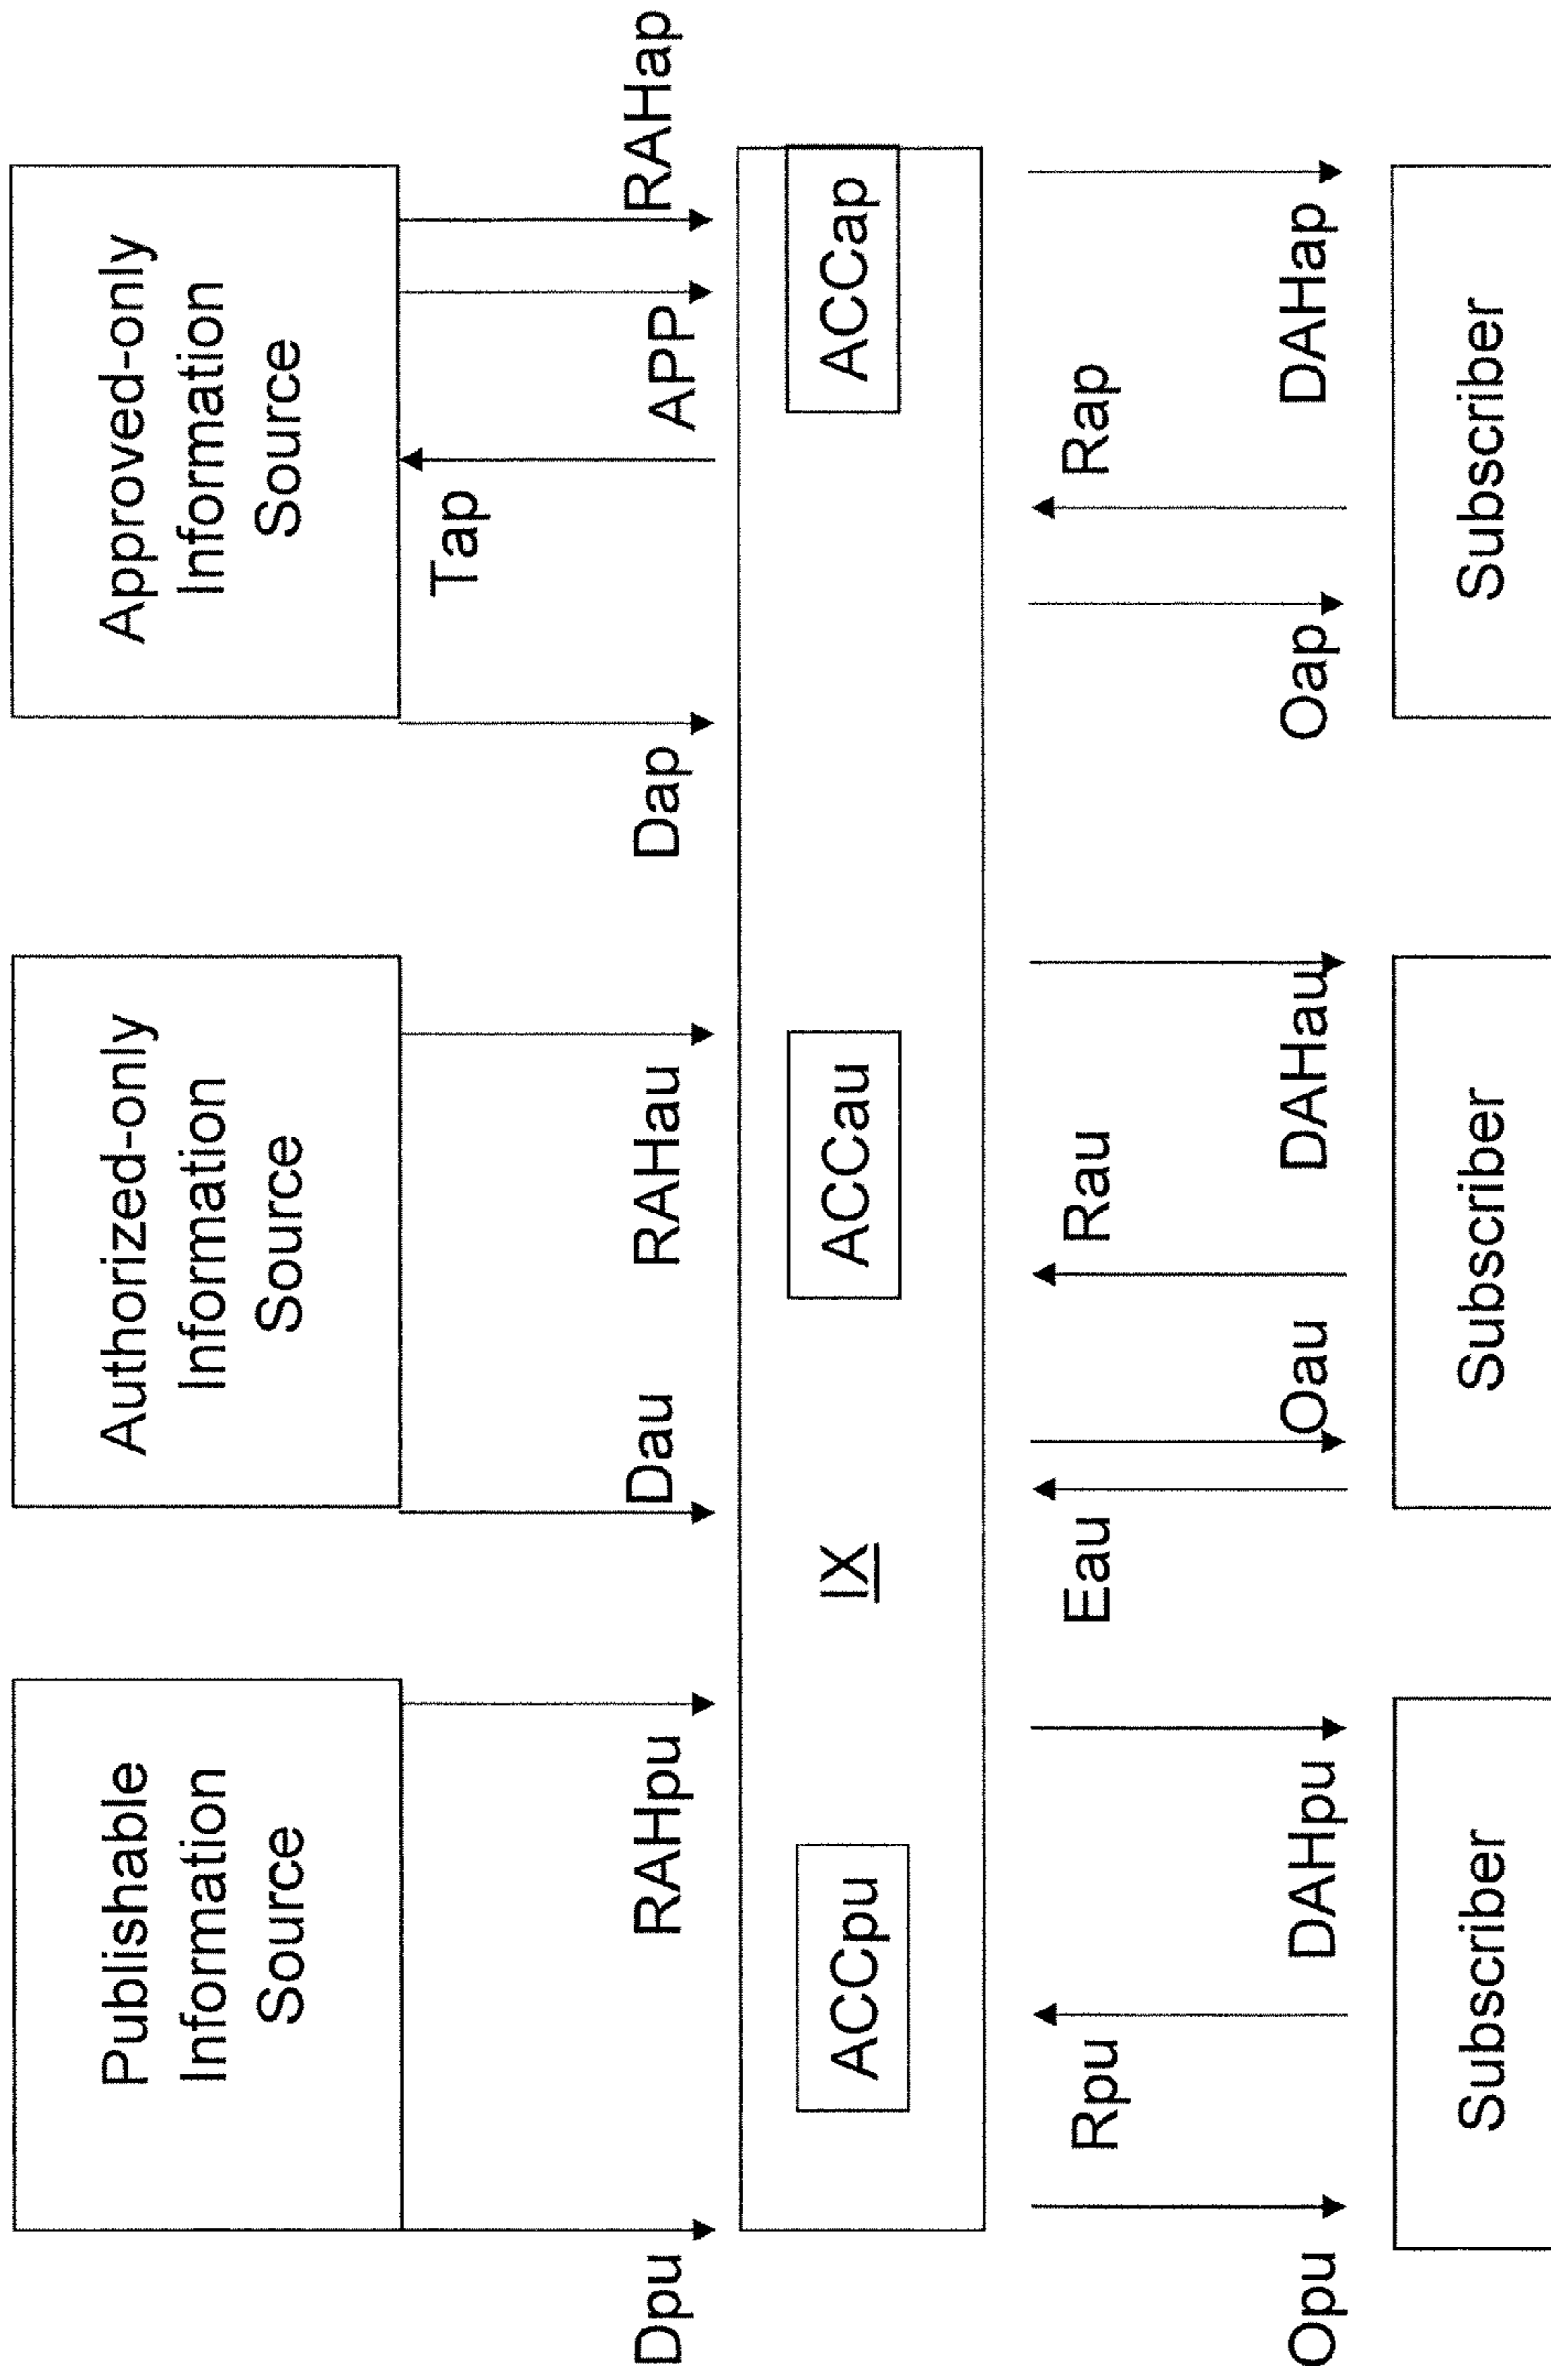 Publishable
Information
Source
Authorized-only
Information
Source
Approved-only
Information
Source
Dpu
RAHpu
Dau
RAHau
Dap
Tap
APP
RAHap
ACCpu
IX
ACCau
ACCap
Opu
Rpu
DAHpu
Eau
Oau
Rau
DAHau
Oap
Rap
DAHap
Subscriber
Subscriber
Subscriber